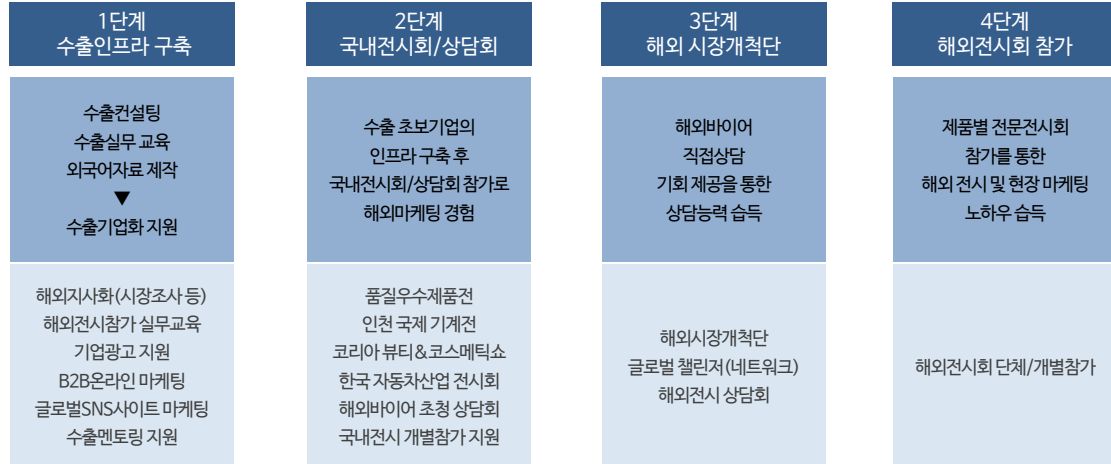 1단계
수출인프라 구축
수출컨설팅
수출실무 교육
외국어자료 제작
▼
수출기업화 지원
해외지사화(시장조사 등)
해외전시참가 실무교육
기업광고 지원
B2B온라인 마케팅
글로벌SNS사이트 마케팅
수출멘토링 지원
2단계
국내전시회/상담회
수출 초보기업의
인프라 구축 후
국내전시회/상담회 참가로
해외마케팅 경험
품질우수제품전
인천 국제 기계전
코리아 뷰티&코스메틱쇼
한국 자동차산업 전시회
해외바이어 초청 상담회
국내전시 개별참가 지원
3단계
해외 시장개척단
해외바이어
직접상담
기회 제공을 통한
상담능력 습득
해외시장개척단
글로벌 챌린저(네트워크)
해외전시 상담회
4단계
해외전시회 참가
제품별 전문전시회
참가를 통한
해외 전시 및 현장 마케팅
노하우 습득
해외전시회 단체/개별참가